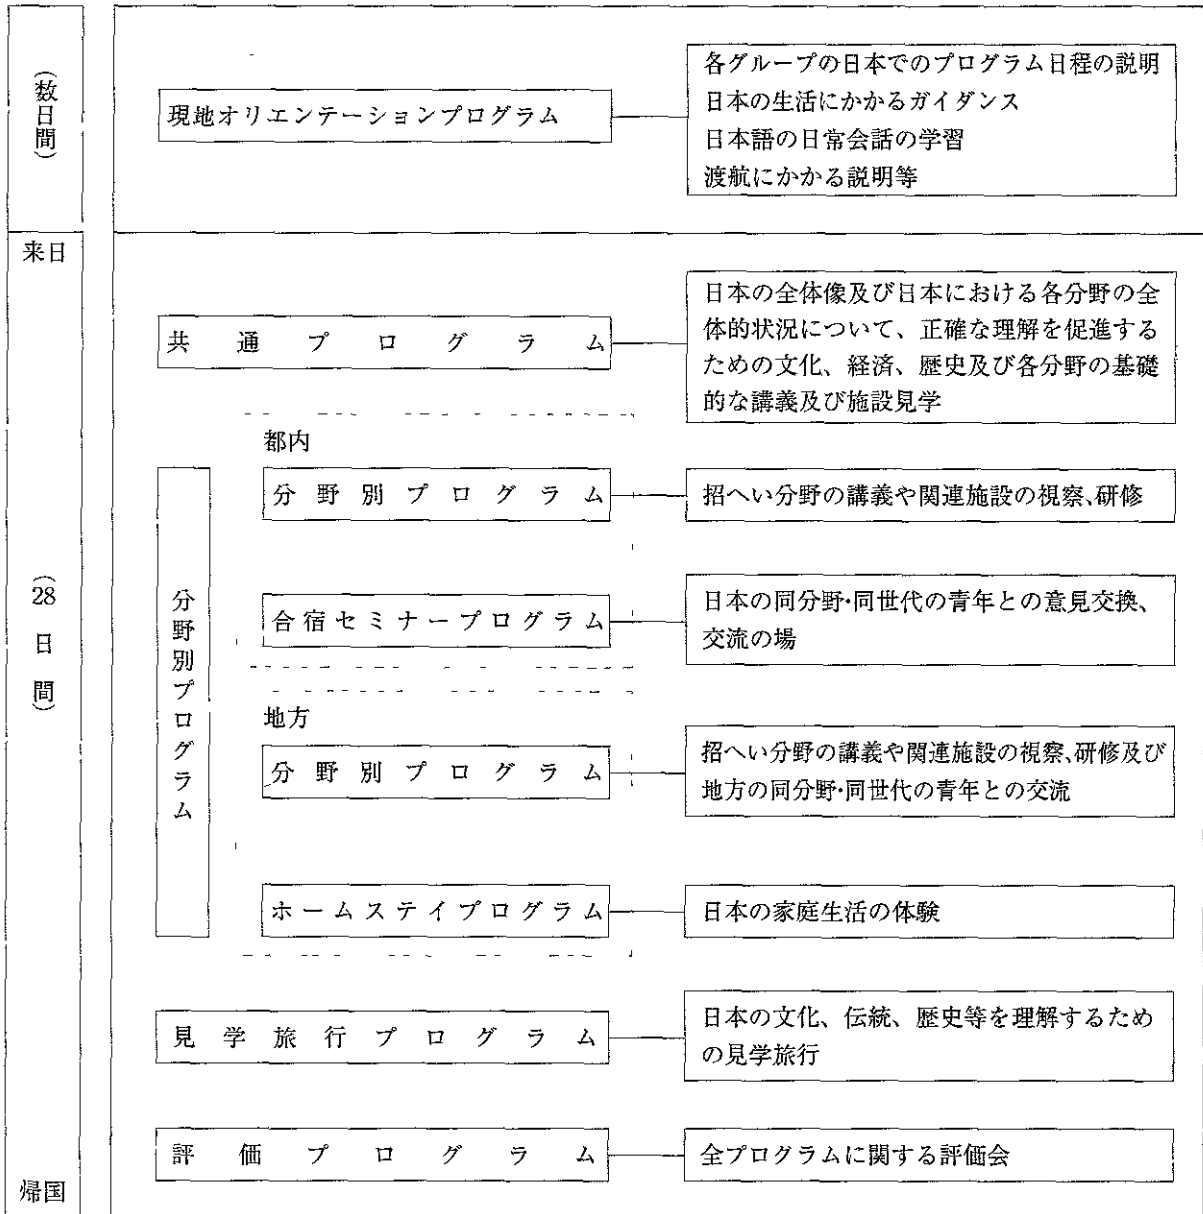 (数日間)
現地オリエンテーションプログラム
各グループの日本でのプログラム日程の説明
日本の生活にかかるガイダンス
日本語の日常会話の学習
渡航にかかる説明等
来日
共通プログラム
日本の全体像及び日本における各分野の全
体的状況について、正確な理解を促進する
ための文化、経済、歴史及び各分野の基礎
的な講義及び施設見学
(28日間)
分野別プログラム
都内
分野別プログラム
招へい分野の講義や関連施設の視察、研修
合宿セミナープログラム
日本の同分野・同世代の青年との意見交換、
交流の場
地方
分野別プログラム
招へい分野の講義や関連施設の視察、研修及び
地方の同分野・同世代の青年との交流
ホームステイプログラム
日本の家庭生活の体験
見学旅行プログラム
日本の文化、伝統、歴史等を理解するため
の見学旅行
評価プログラム
全プログラムに関する評価会
帰国